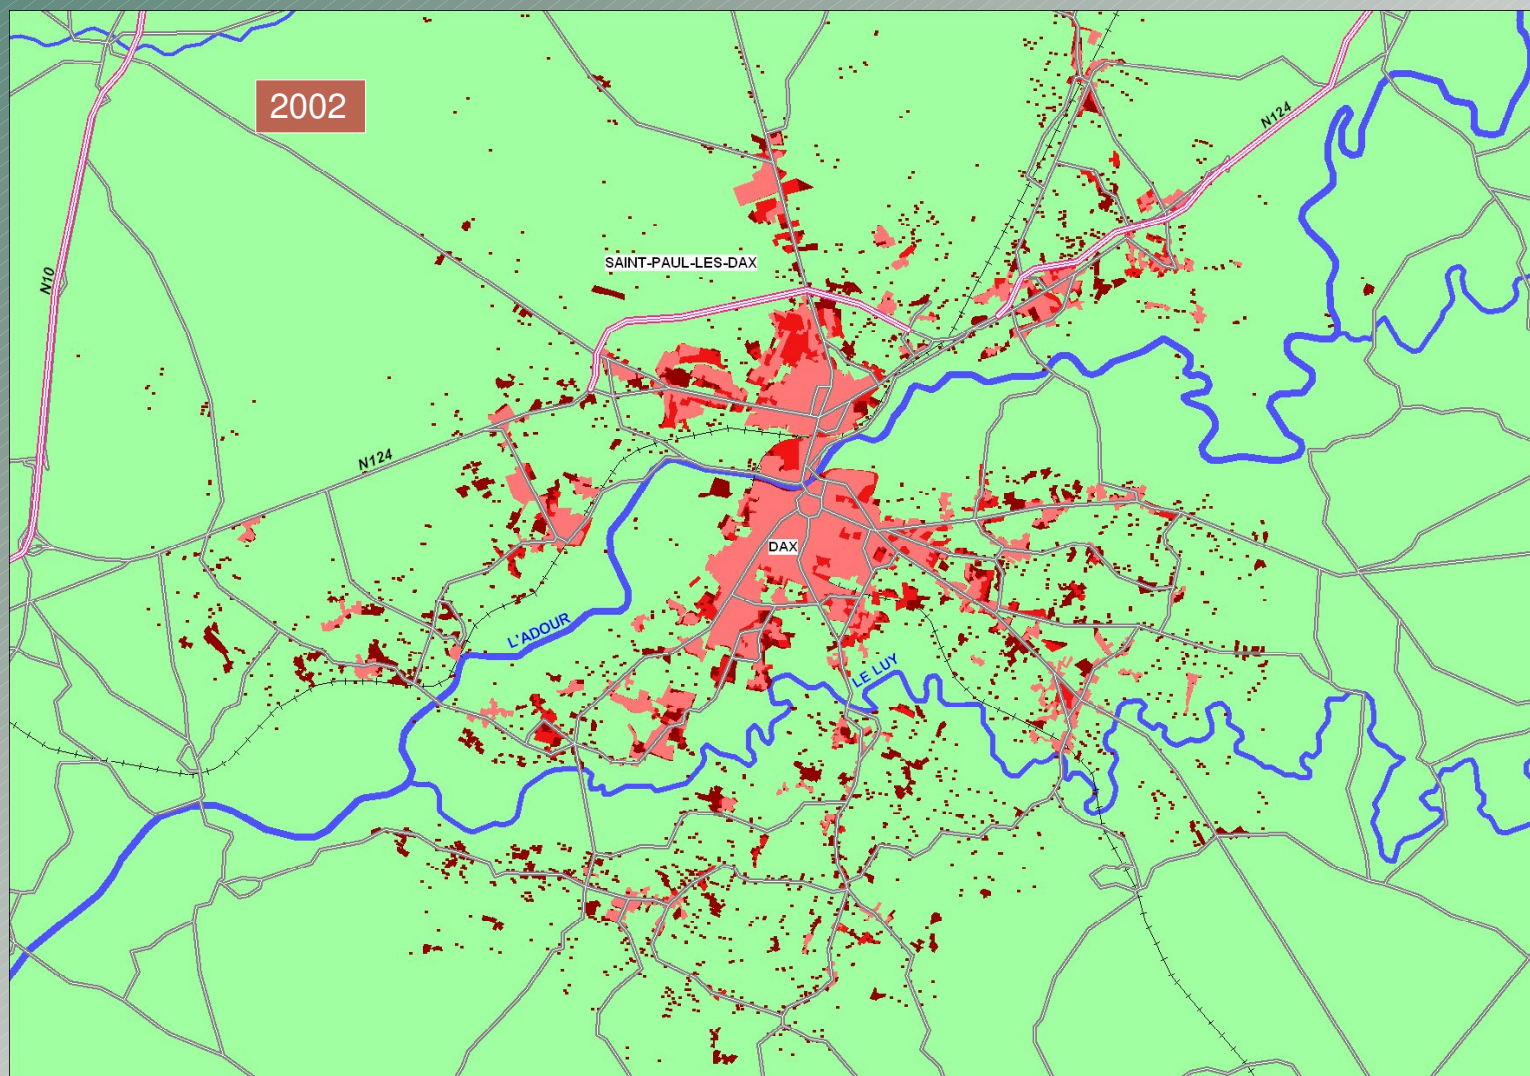 2002
N124
SAINT-PAUL-LES-DAX
N10
N124
DAX
L'ADOUR
LE LUY